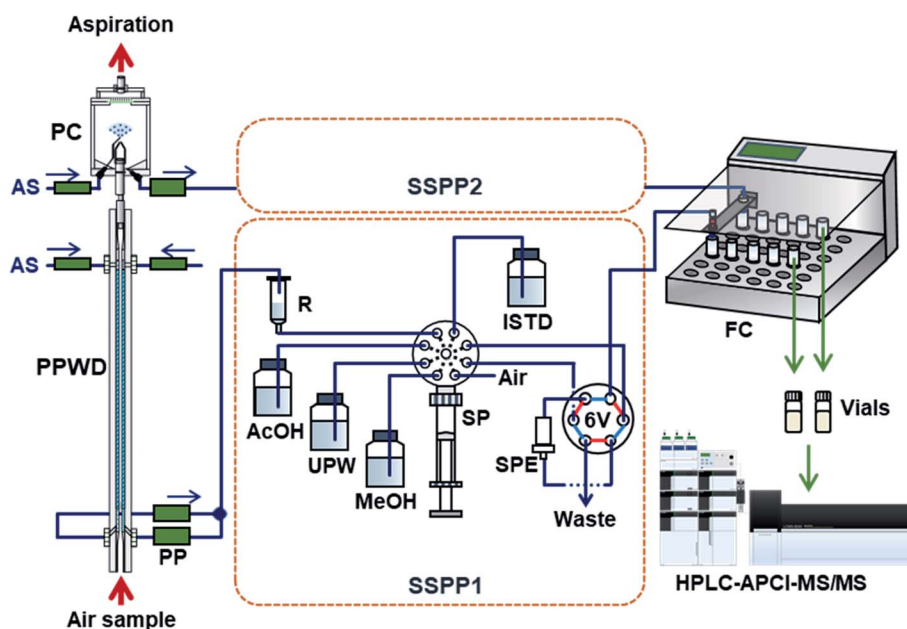 Aspiration
PC
AS
SSPP2
AS
R
ISTD
FC
PPWD
Air
AcOH
SP
6V
Vials
UPW
SPE
MeOH
PP
Waste
HPLC-APCI-MS/MS
SSPP1
Air sample